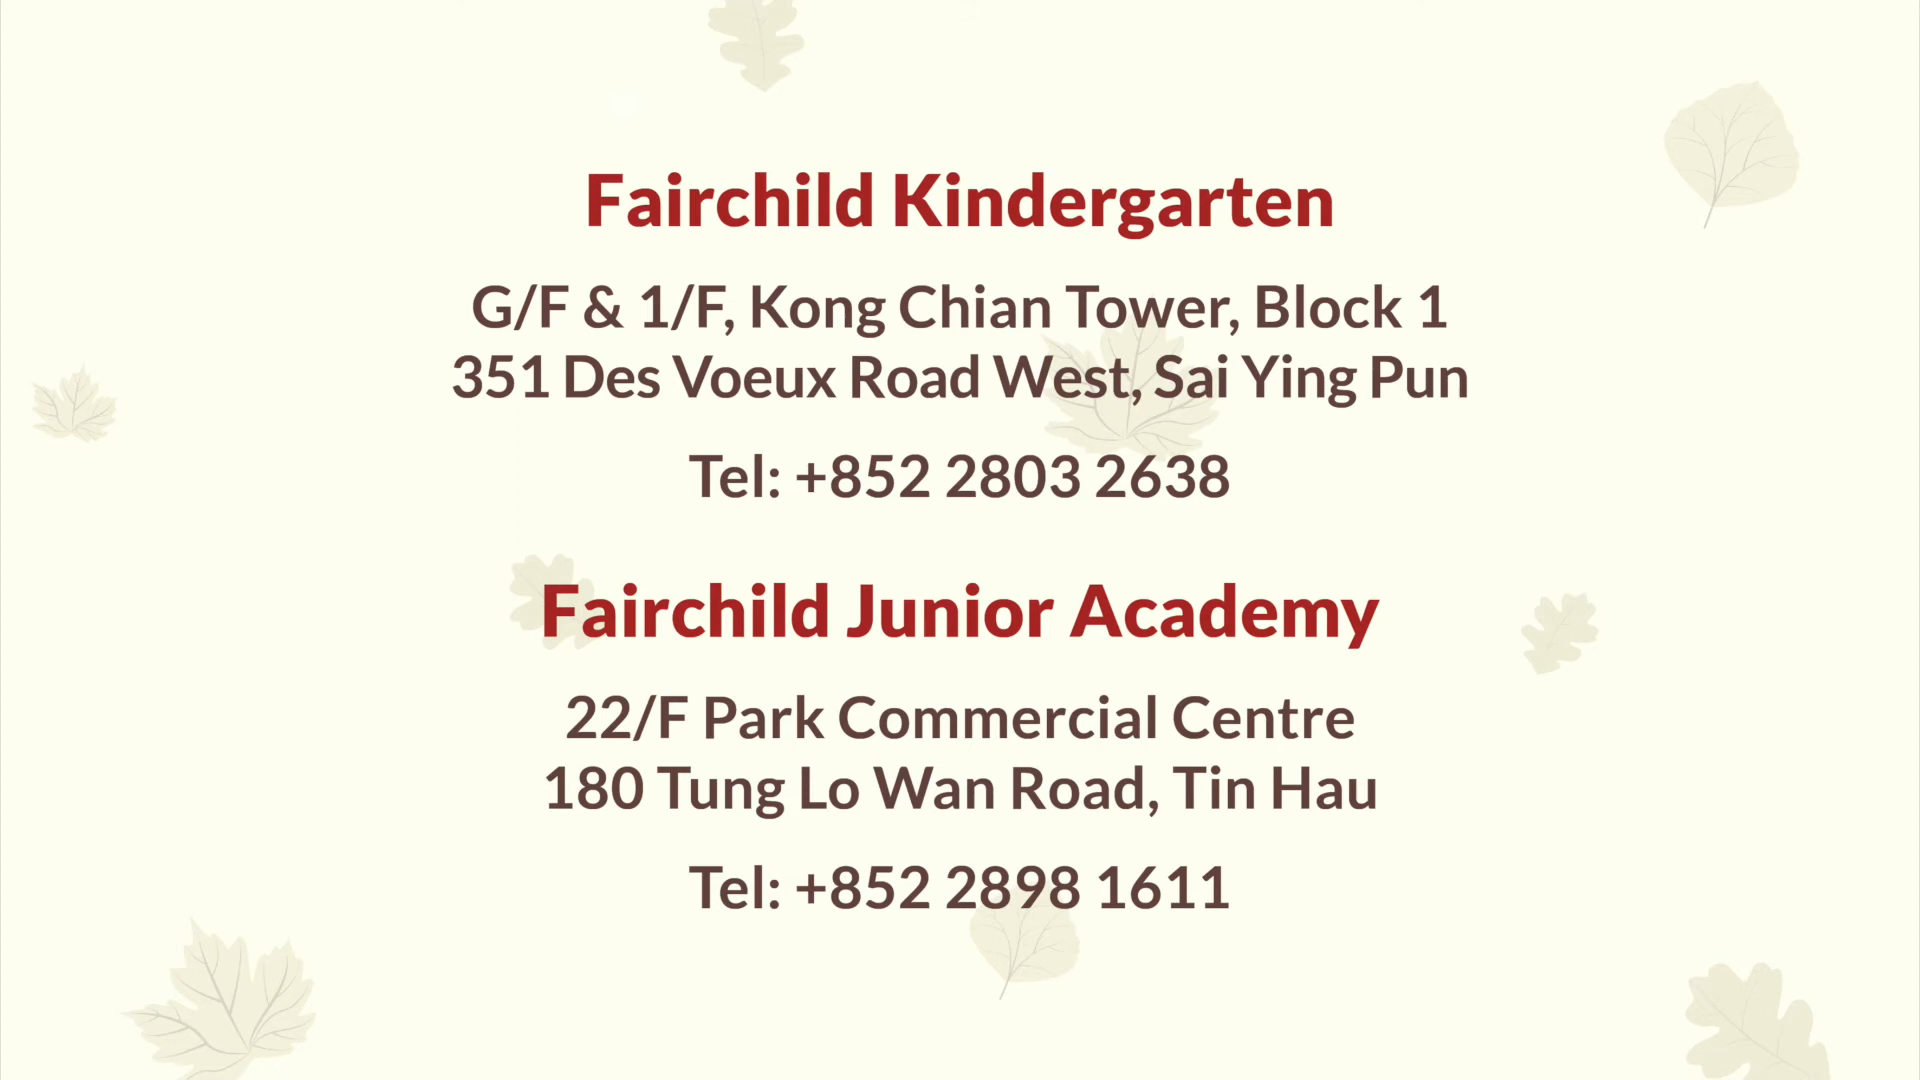 Fairchild Kindergarten
G/F & 1/F, Kong Chian Tower, Block 1
351 Des Voeux Road West, Sai Ying Pun
Tel: +852 2803 2638
Fairchild Junior Academy
22/F Park Commercial Centre
180 Tung Lo Wan Road, Tin Hau
Tel: +852 2898 1611